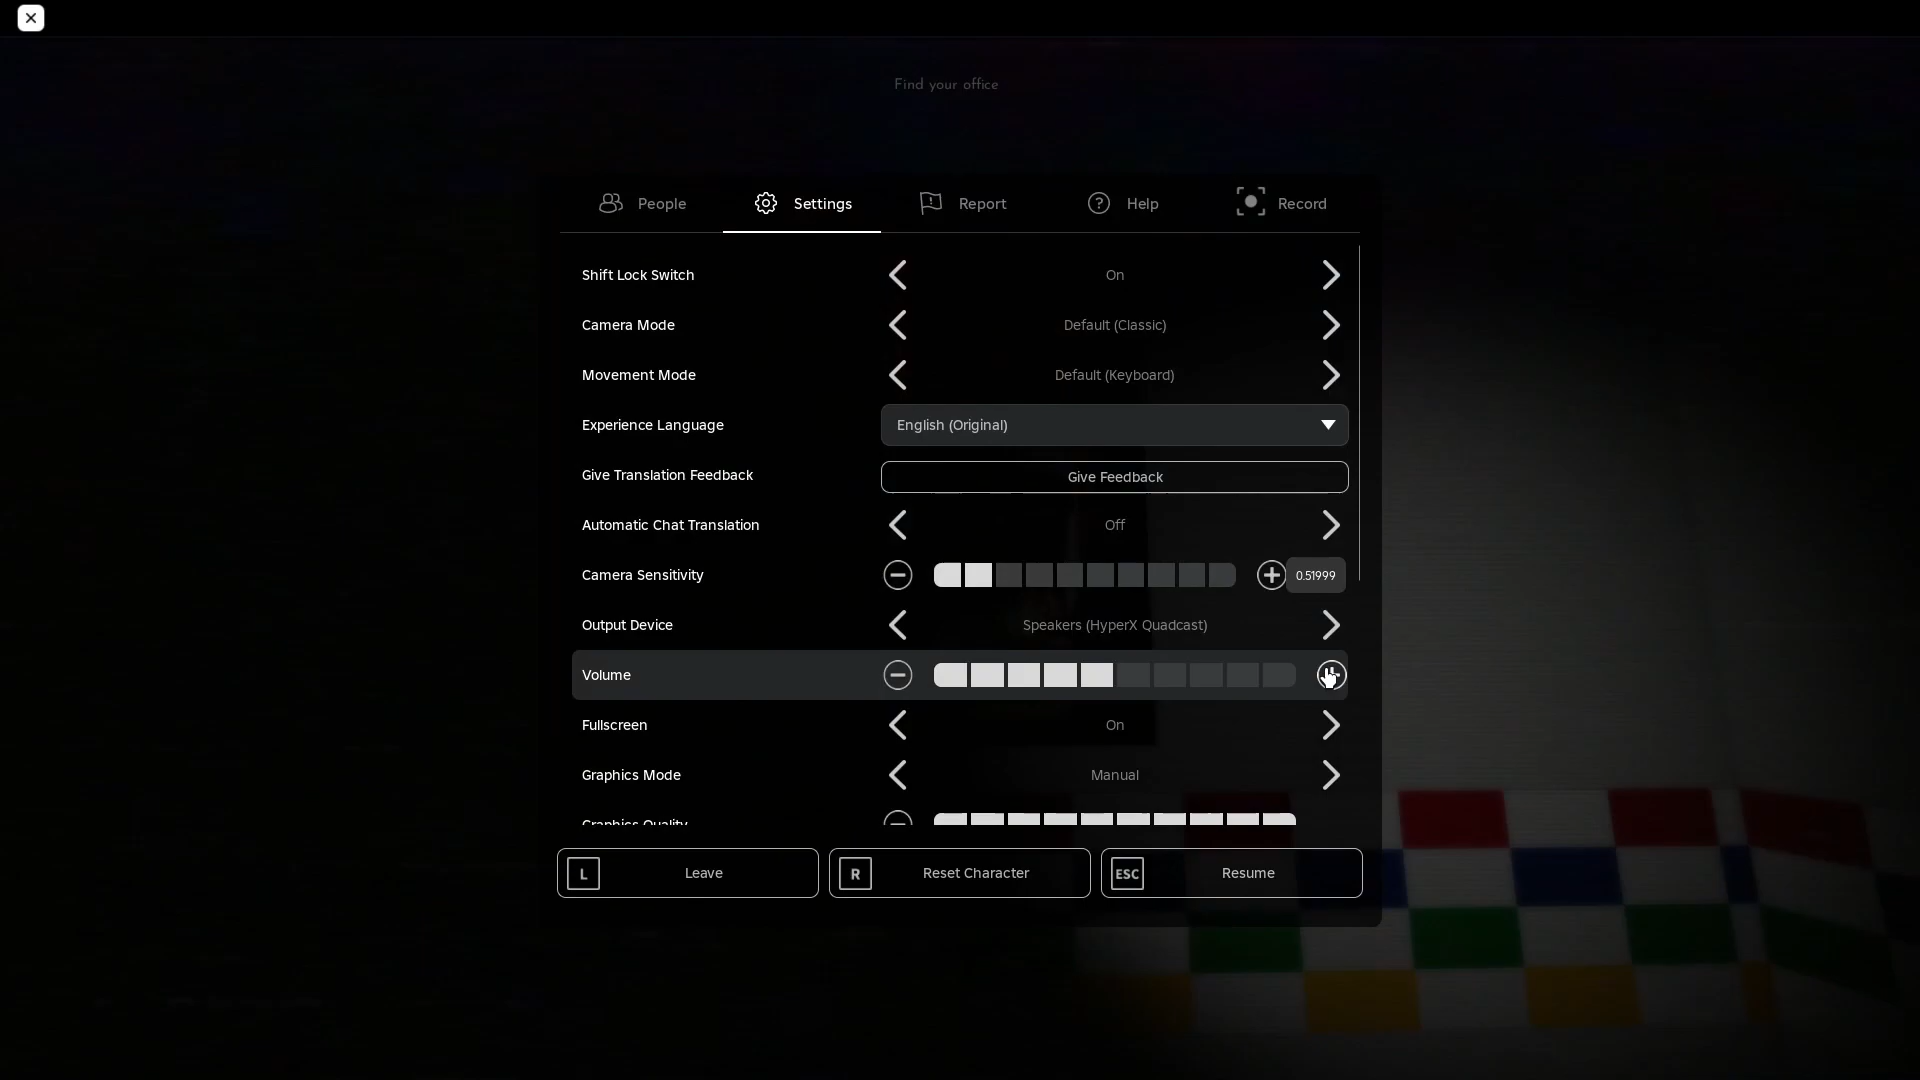 Find your office
People
Settings
Report
Help
Record
Shift Lock Switch
On
Camera Mode
Default (Classic)
Movement Mode
Default (Keyboard)
Experience Language
English (Original)
Give Translation Feedback
Give Feedback
Automatic Chat Translation
Off
Camera Sensitivity
0.51999
Output Device
Speakers (HyperX Quadcast)
Volume
Fullscreen
On
Graphics Mode
Manual
Graphics Quality
L Leave
R Reset Character
ESC Resume